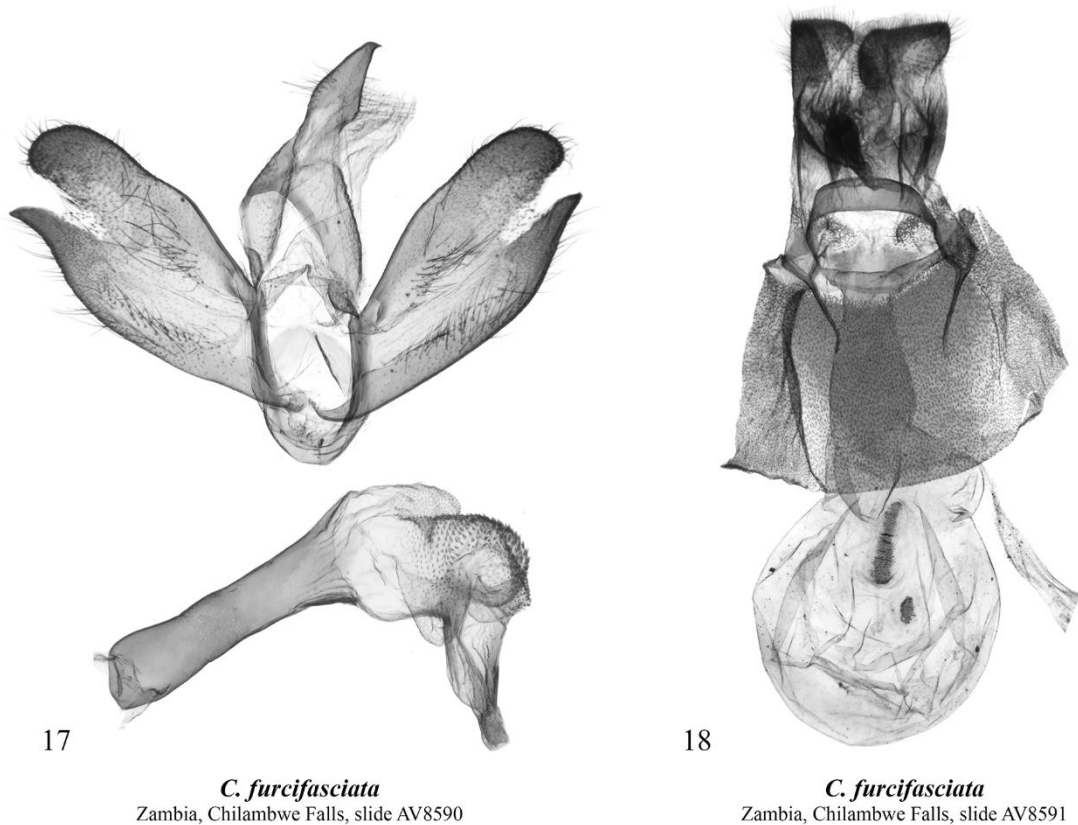 17
C. furcifasciata
Zambia, Chilambwe Falls, slide AV8590
18
C. furcifasciata
Zambia, Chilambwe Falls, slide AV8591